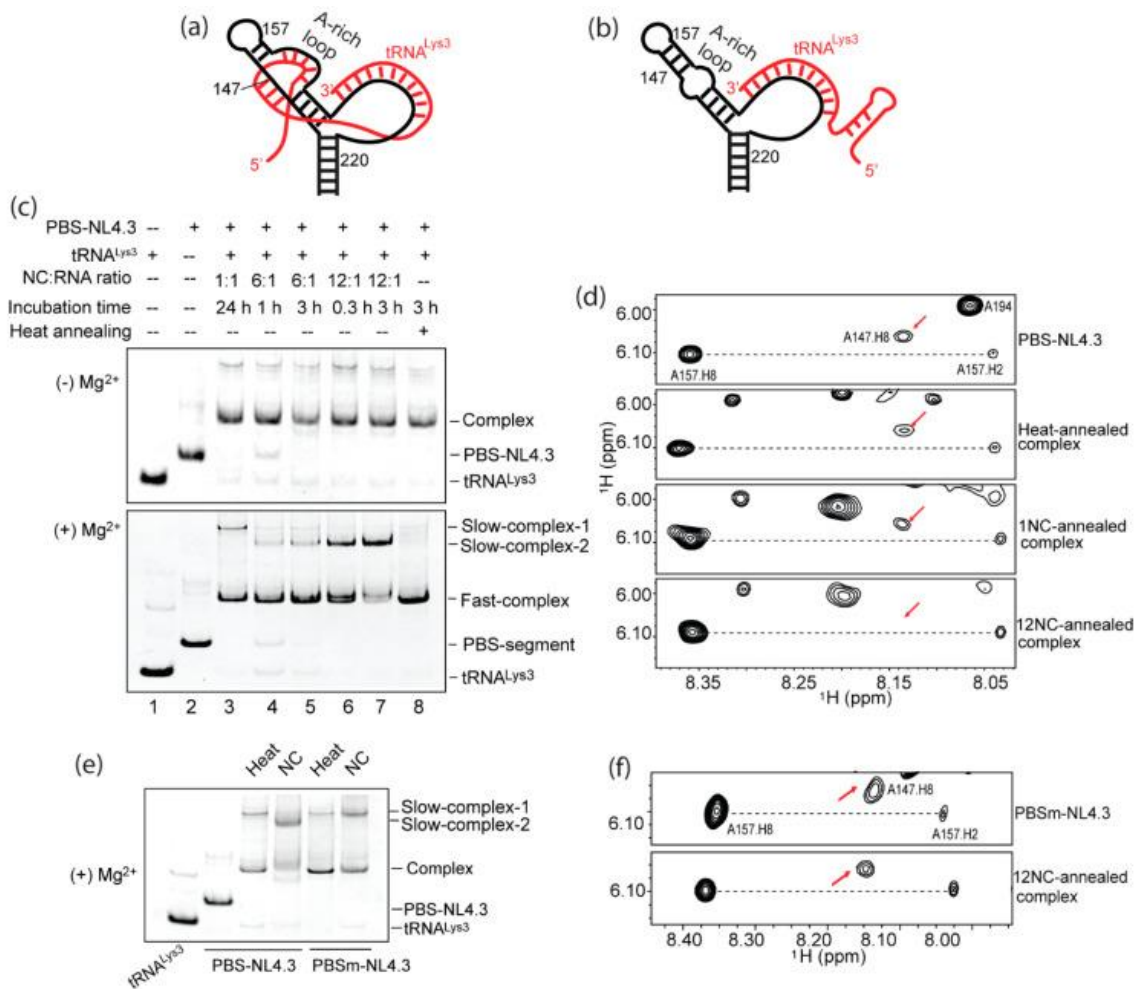 (a)
157
A-rich
loop
tRNALys3
147
3'
5'
220
(b)
157
A-rich
loop
tRNALys3
147
3'
220
5'
(c)
PBS-NL4.3 -- + + + + + + +
tRNALys3 + -- + + + + + +
NC:RNA ratio -- -- 1:1 6:1 6:1 12:1 12:1 --
Incubation time -- -- 24 h 1 h 3 h 0.3 h 3 h 3 h
Heat annealing -- -- -- -- -- -- -- +
(-) Mg2+
Complex
PBS-NL4.3
tRNALys3
(+) Mg2+
Slow-complex-1
Slow-complex-2
Fast-complex
PBS-segment
tRNALys3
1 2 3 4 5 6 7 8
(d)
6.00
6.10
A194
A147.H8
A157.H8
A157.H2
PBS-NL4.3
6.00
6.10
Heat-annealed
complex
1H (ppm)
6.00
6.10
1NC-annealed
complex
6.00
6.10
12NC-annealed
complex
8.35 8.25 8.15 8.05
1H (ppm)
(e)
Heat NC Heat NC
Slow-complex-1
Slow-complex-2
(+) Mg2+
Complex
PBS-NL4.3
tRNALys3
tRNALys3
PBS-NL4.3 PBSm-NL4.3
(f)
6.10
A147.H8
A157.H8
A157.H2
PBSm-NL4.3
6.10
12NC-annealed
complex
8.40 8.30 8.20 8.10 8.00
1H (ppm)